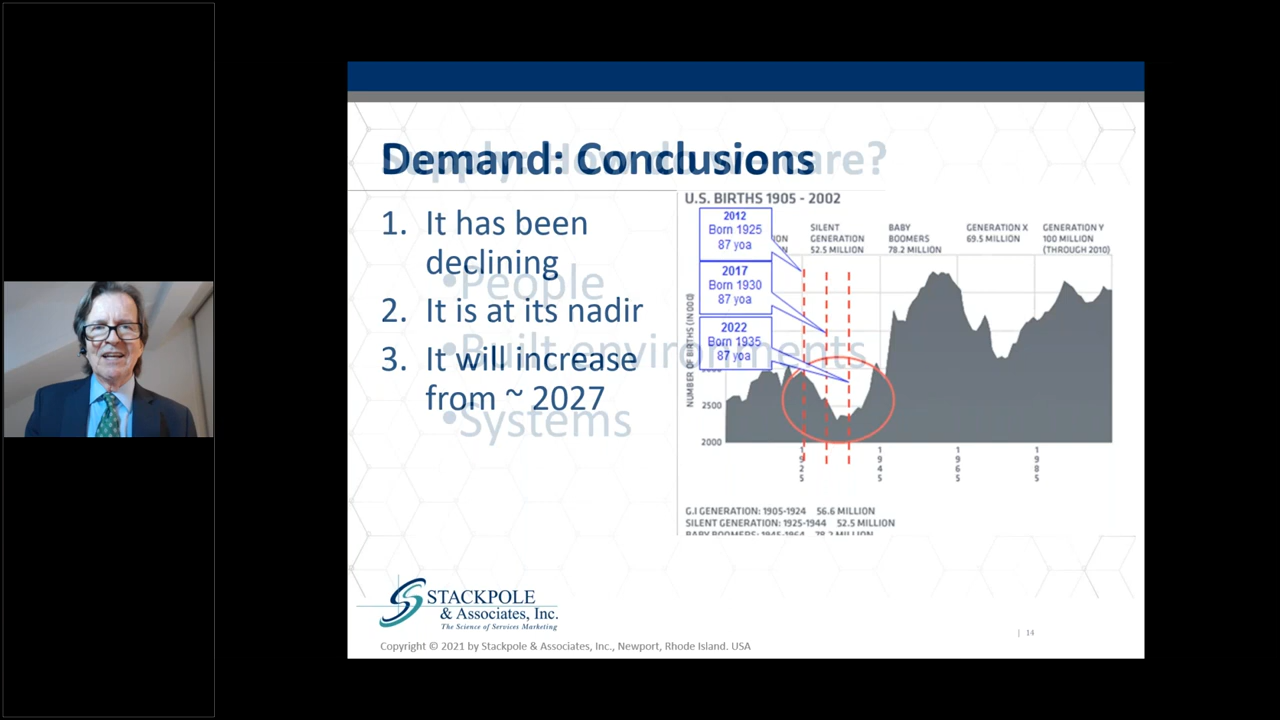 Demand: Conclusions
care?
1. It has been
declining
2. It is at its nadir
3. It will increase
from ~ 2027
•People
•Built environments
•Systems
U.S. BIRTHS 1905 - 2002
2012
Born 1925
87 yoa
2017
Born 1930
87 yoa
2022
Born 1935
87 yoa
SILENT
GENERATION
52.5 MILLION
BABY
BOOMERS
78.2 MILLION
GENERATION X
69.5 MILLION
GENERATION Y
100 MILLION
(THROUGH 2010)
NUMBER OF BIRTHS (IN 000)
2500
2000
1925
1945
1965
1985
G.I GENERATION: 1905-1924 56.6 MILLION
SILENT GENERATION: 1925-1944 52.5 MILLION
BABY BOOMERS: 1945-1964 78.2 MILLION
STACKPOLE
& Associates, Inc.
The Science of Services Marketing
| 14
Copyright © 2021 by Stackpole & Associates, Inc., Newport, Rhode Island. USA